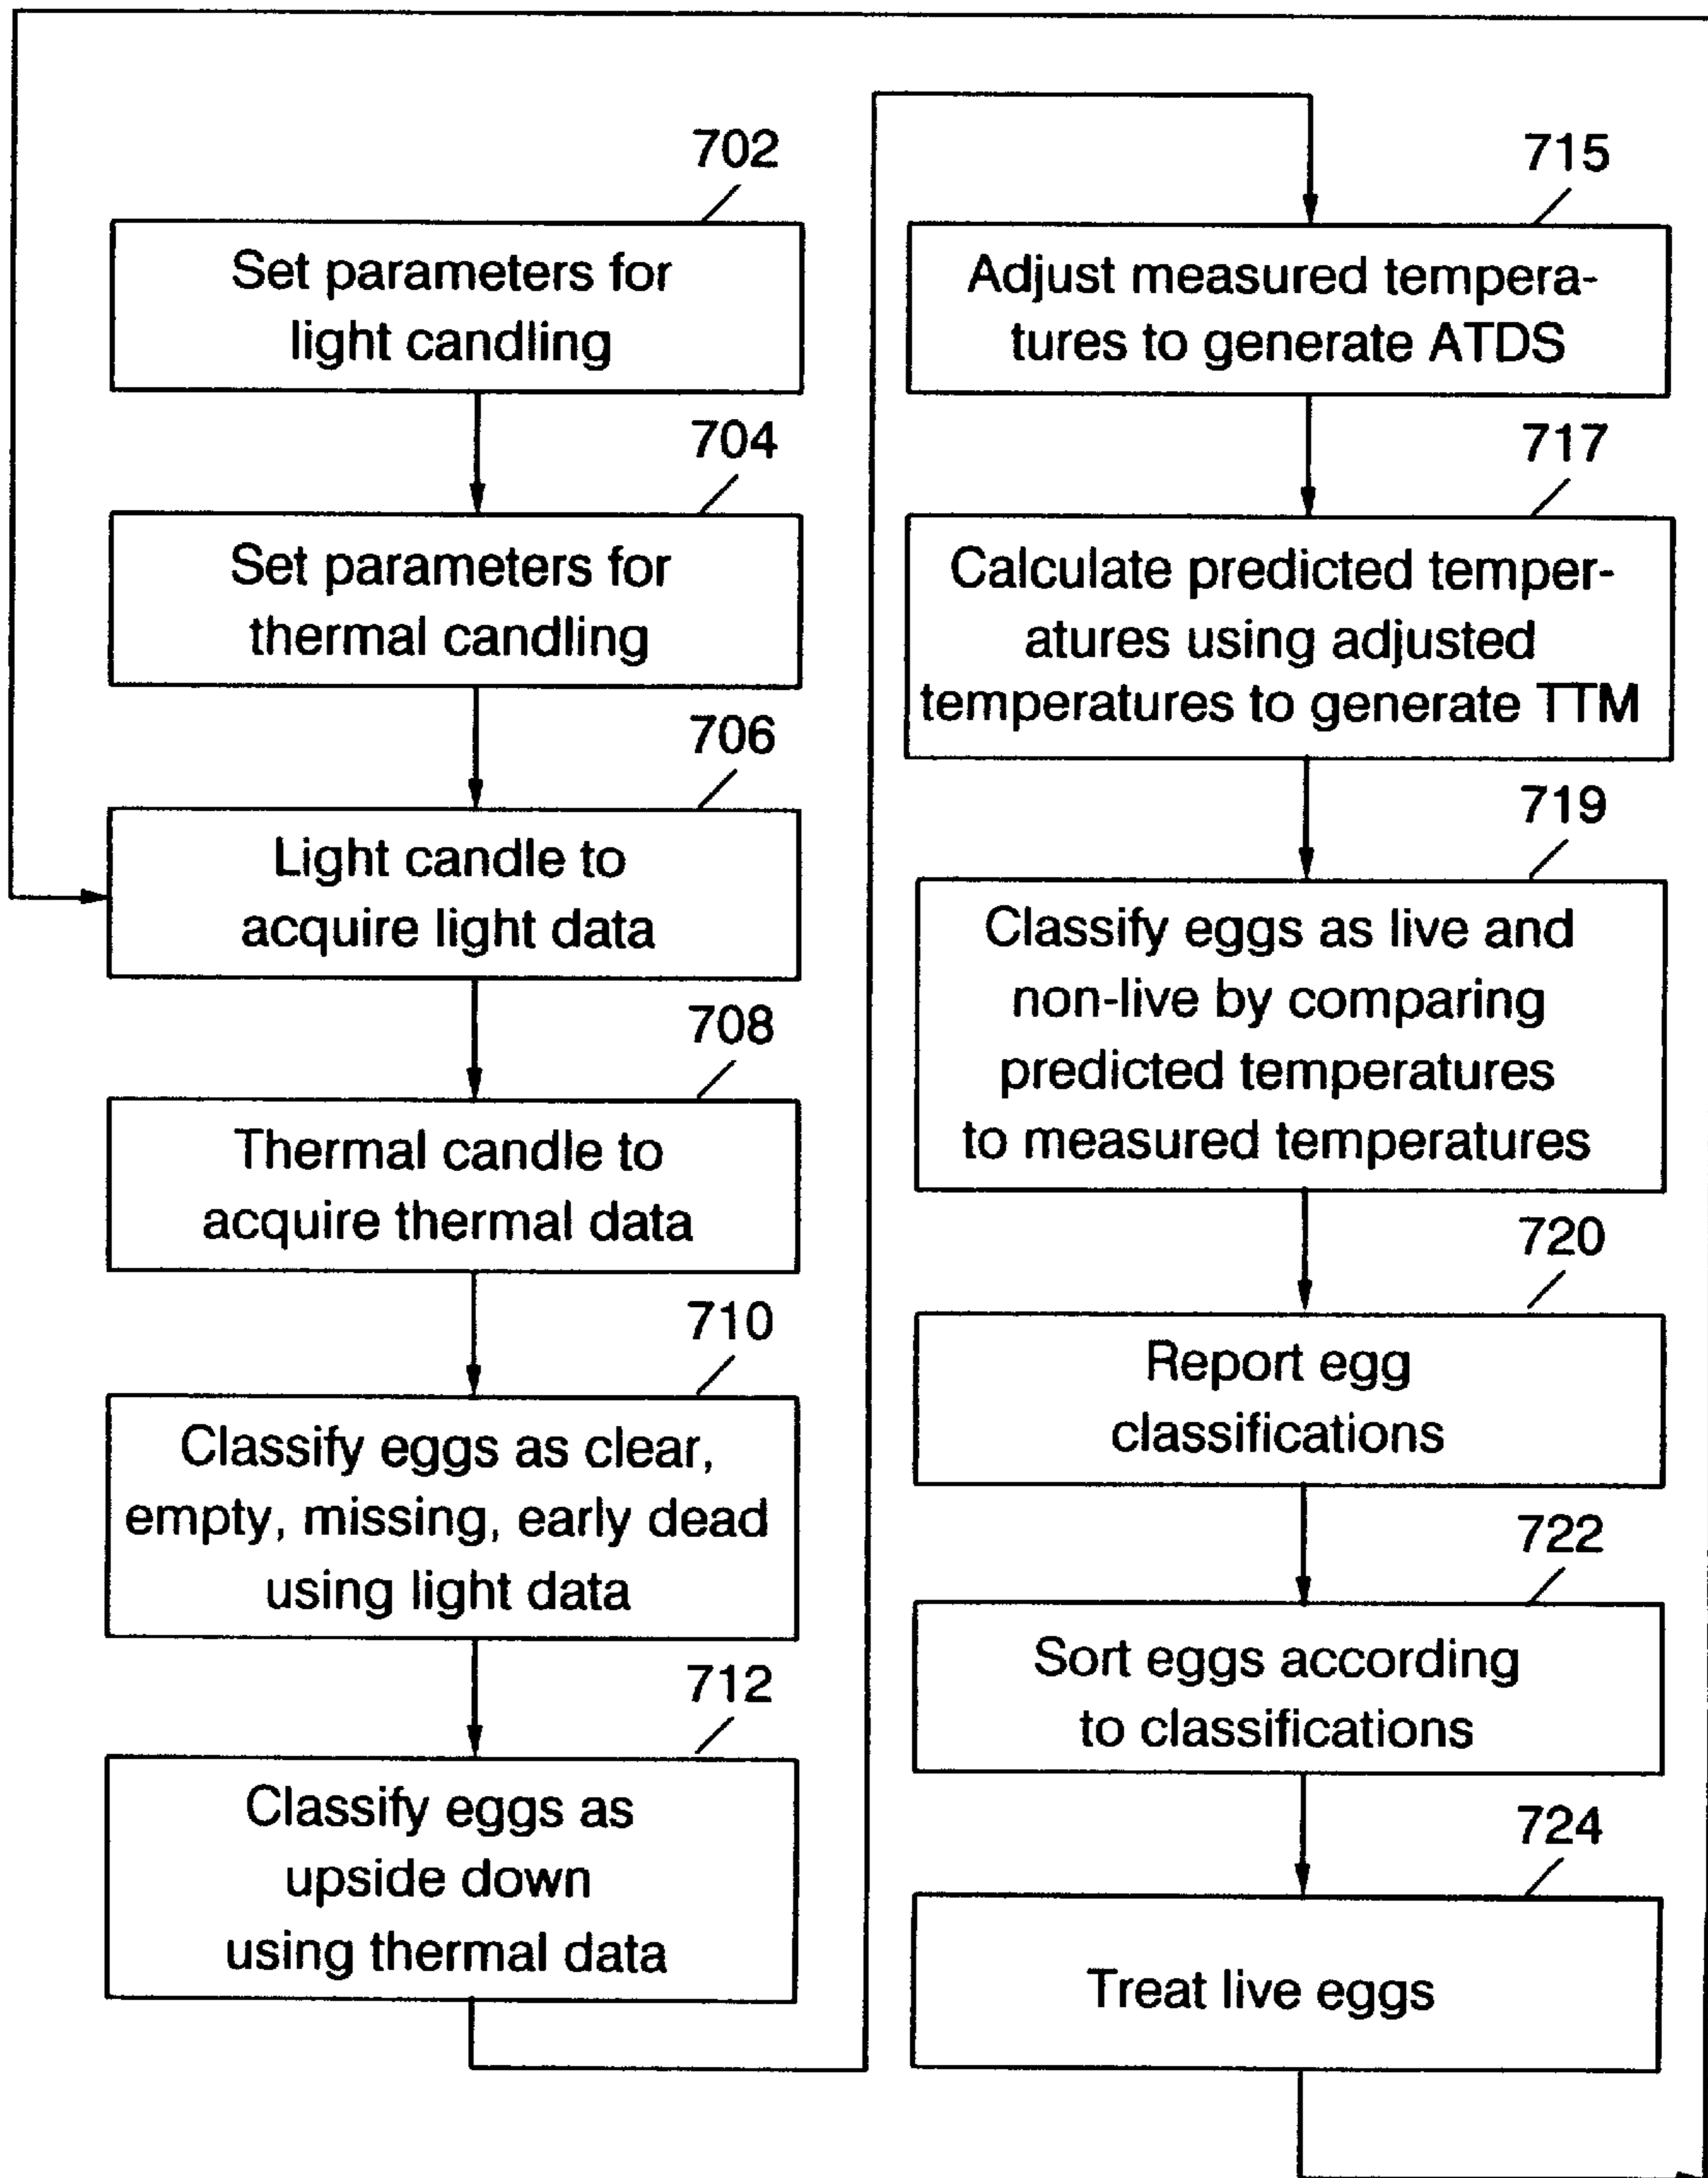 702
Set parameters for
light candling
704
Set parameters for
thermal candling
706
Light candle to
acquire light data
708
Thermal candle to
acquire thermal data
710
Classify eggs as clear,
empty, missing, early dead
using light data
712
Classify eggs as
upside down
using thermal data
715
Adjust measured tempera-
tures to generate ATDS
717
Calculate predicted temper-
atures using adjusted
temperatures to generate TTM
719
Classify eggs as live and
non-live by comparing
predicted temperatures
to measured temperatures
720
Report egg
classifications
722
Sort eggs according
to classifications
724
Treat live eggs